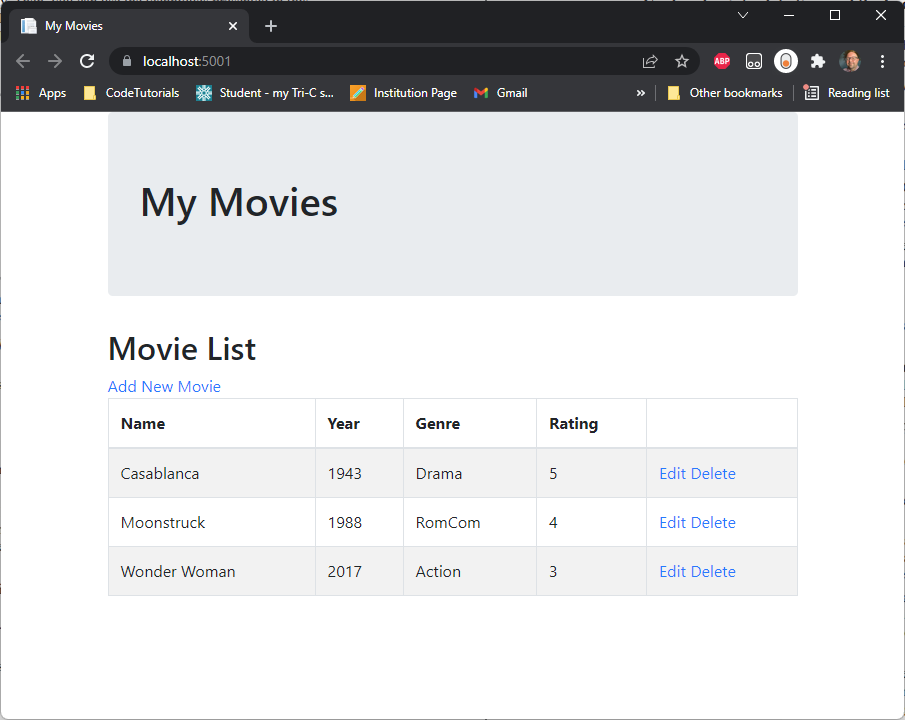 My Movies
localhost:5001
ABP
Apps CodeTutorials Student - my Tri-C s... Institution Page Gmail » Other bookmarks Reading list
My Movies
Movie List
Add New Movie
Name Year Genre Rating
Casablanca 1943 Drama 5 Edit Delete
Moonstruck 1988 RomCom 4 Edit Delete
Wonder Woman 2017 Action 3 Edit Delete